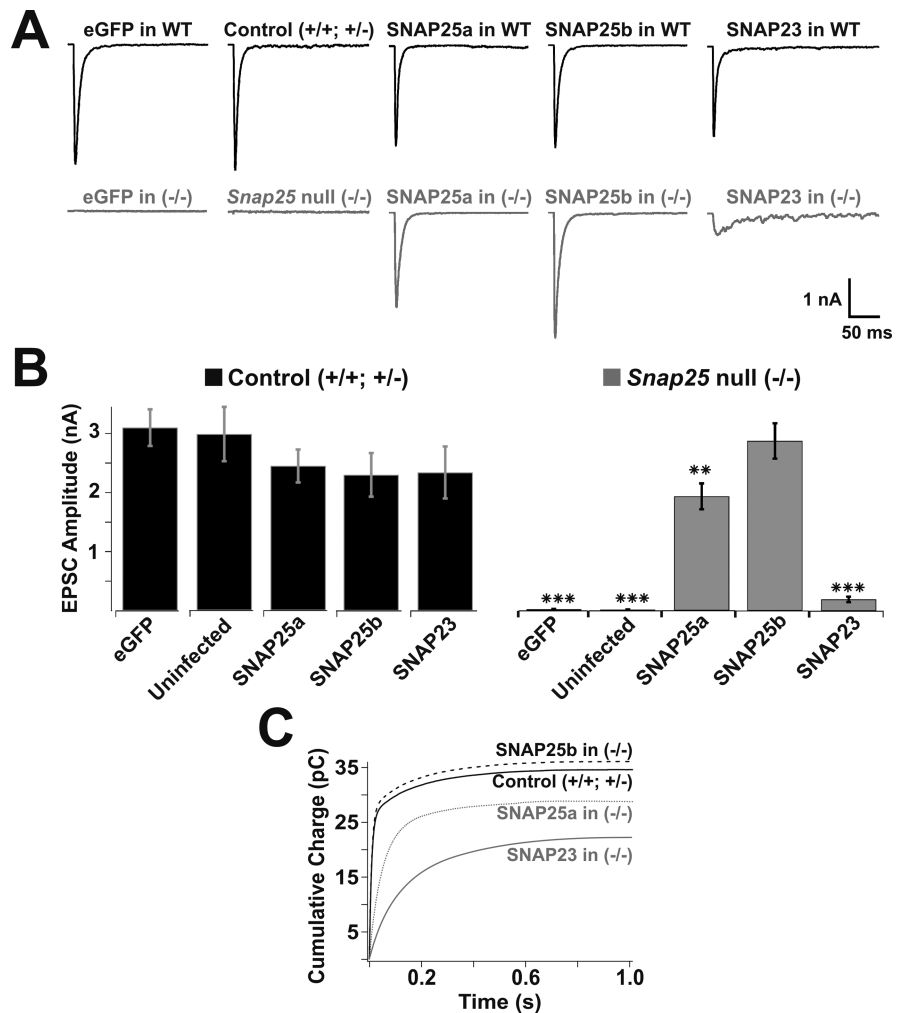 A
eGFP in WT
Control (+/+; +/-)
SNAP25a in WT
SNAP25b in WT
SNAP23 in WT
eGFP in (-/-)
Snap25 null (-/-)
SNAP25a in (-/-)
SNAP25b in (-/-)
SNAP23 in (-/-)
1 nA
50 ms
B
Control (+/+; +/-)
Snap25 null (-/-)
EPSC Amplitude (nA)
3
2
1
***
***
**
***
eGFP
Uninfected
SNAP25a
SNAP25b
SNAP23
eGFP
Uninfected
SNAP25a
SNAP25b
SNAP23
C
Cumulative Charge (pC)
35
25
15
5
SNAP25b in (-/-)
Control (+/+; +/-)
SNAP25a in (-/-)
SNAP23 in (-/-)
0.2
0.6
1.0
Time (s)